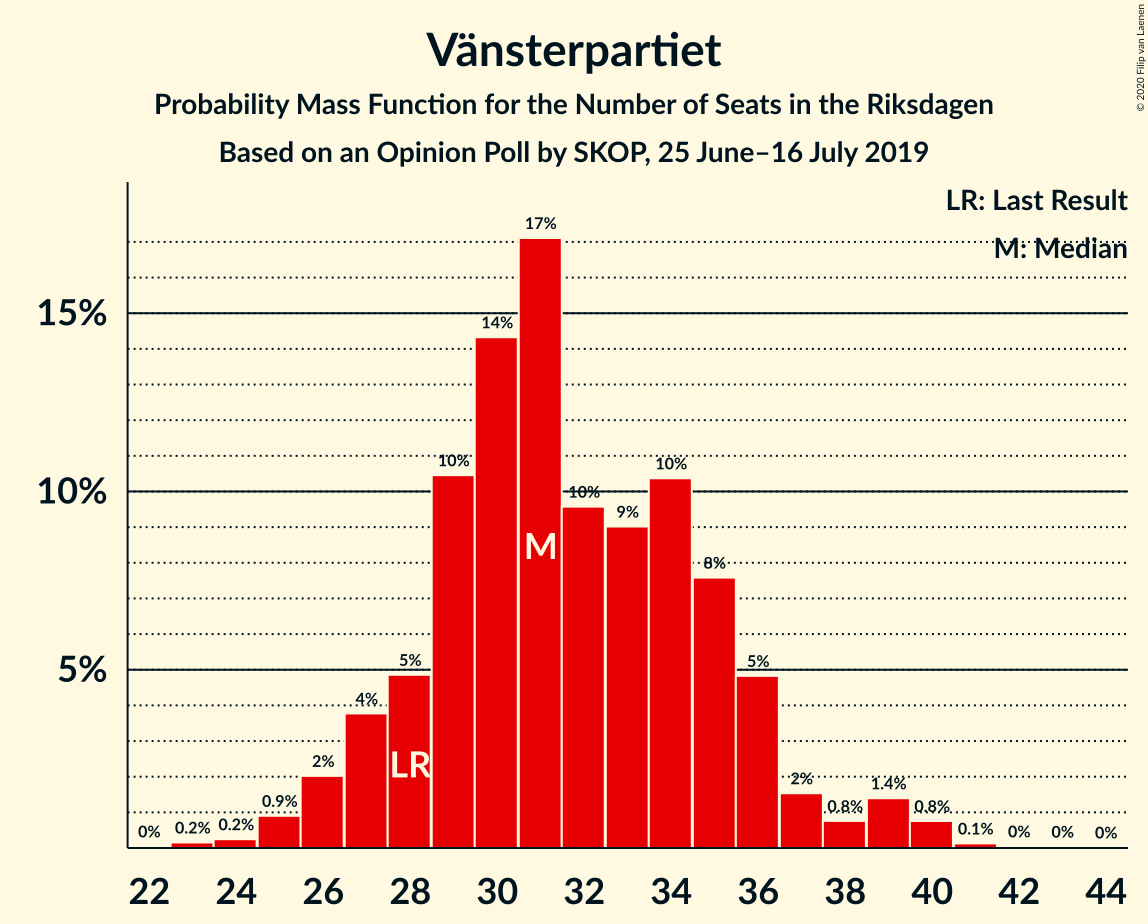 © 2020 Filip van Laenen
Vänsterpartiet
Probability Mass Function for the Number of Seats in the Riksdagen
Based on an Opinion Poll by SKOP, 25 June–16 July 2019
LR: Last Result
M: Median
15%
10%
5%
0%
0.2%
0.2%
0.9%
2%
4%
5%
10%
14%
17%
10%
9%
10%
8%
5%
2%
0.8%
1.4%
0.8%
0.1%
0%
0%
0%
LR
M
22 24 26 28 30 32 34 36 38 40 42 44